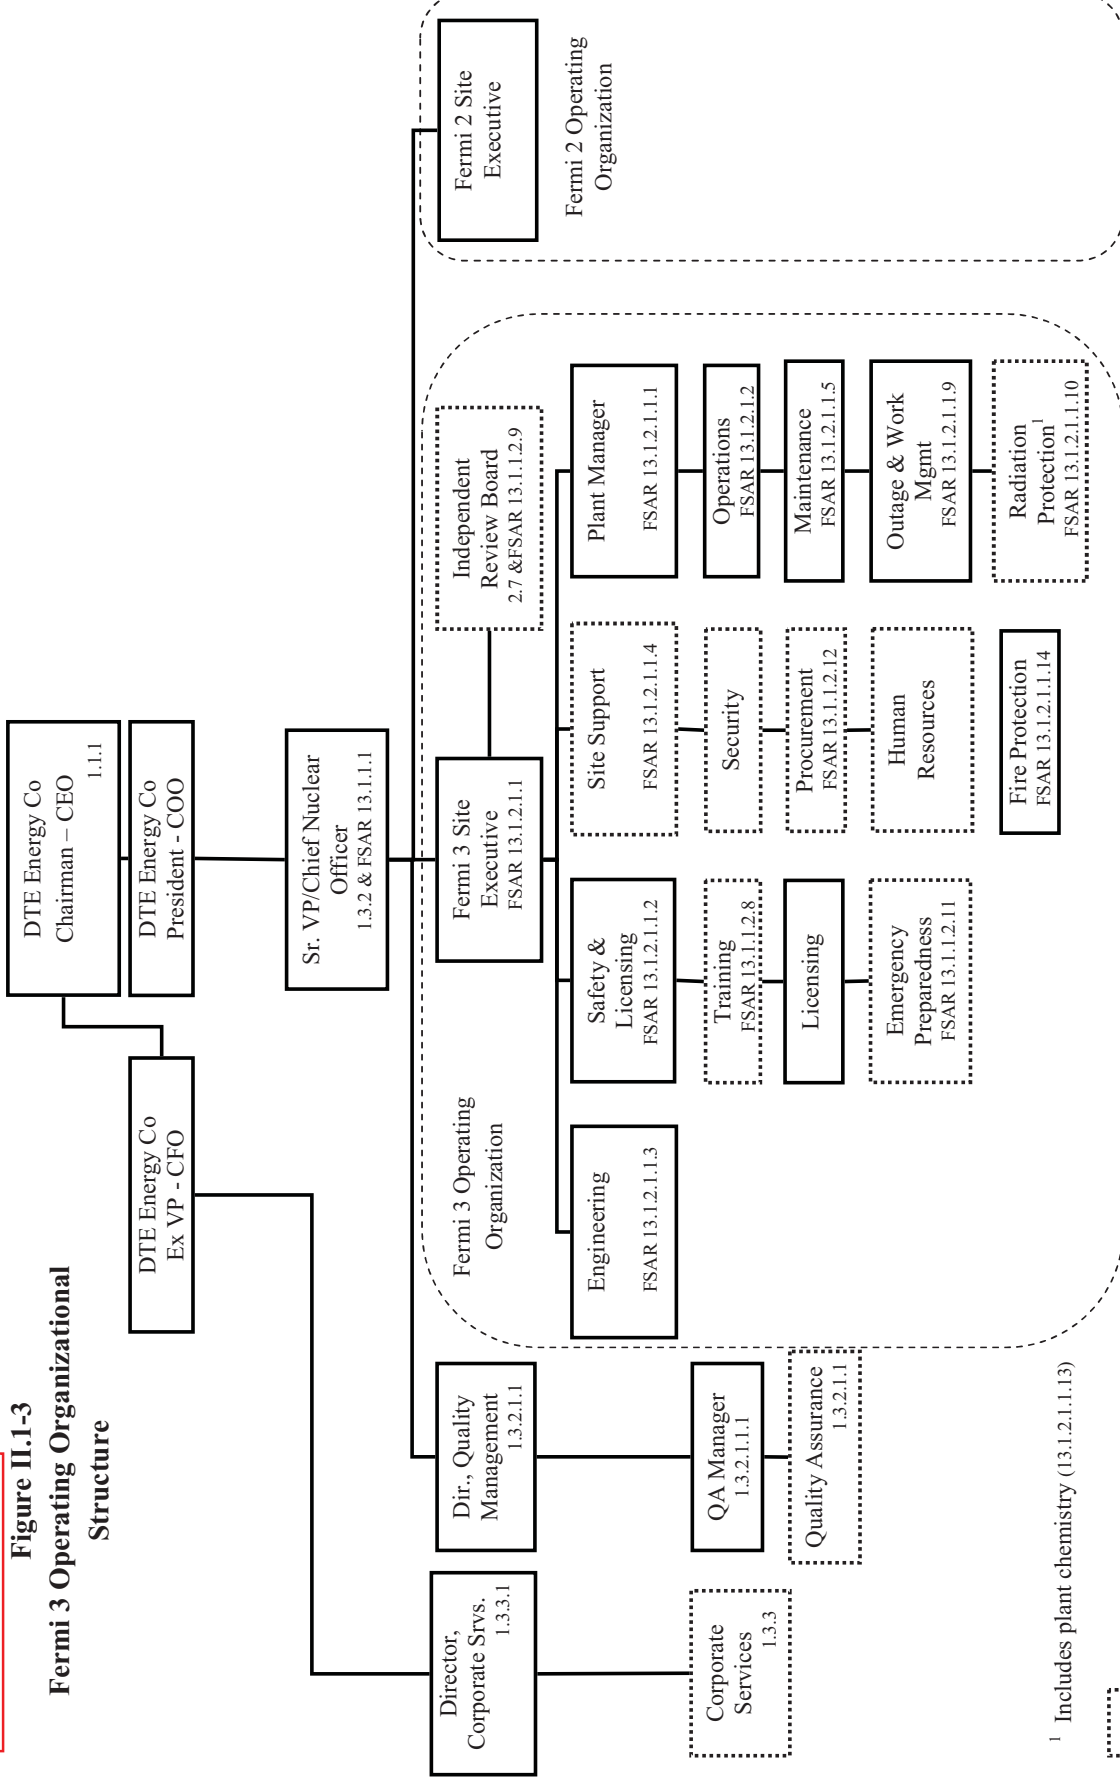 Figure II.1-3
Fermi 3 Operating Organizational
Structure
DTE Energy Co
Chairman – CEO
1.1.1
DTE Energy Co
Ex VP - CFO
DTE Energy Co
President - COO
Sr. VP/Chief Nuclear
Officer
1.3.2 & FSAR 13.1.1.1
Director,
Corporate Srvs.
1.3.3.1
Dir., Quality
Management
1.3.2.1.1
Fermi 3 Operating
Organization
Fermi 3 Site
Executive
FSAR 13.1.2.1.1
Independent
Review Board
2.7 &FSAR 13.1.1.2.9
Fermi 2 Site
Executive
Fermi 2 Operating
Organization
Engineering
FSAR 13.1.2.1.1.3
Safety &
Licensing
FSAR 13.1.2.1.1.2
Site Support
FSAR 13.1.2.1.1.4
Plant Manager
FSAR 13.1.2.1.1.1
Corporate
Services
1.3.3
QA Manager
1.3.2.1.1.1
Training
FSAR 13.1.1.2.8
Security
Operations
FSAR 13.1.2.1.2
Quality Assurance
1.3.2.1.1
Licensing
Procurement
FSAR 13.1.1.2.12
Maintenance
FSAR 13.1.2.1.1.5
Emergency
Preparedness
FSAR 13.1.1.2.11
Human
Resources
Outage & Work
Mgmt
FSAR 13.1.2.1.1.9
Fire Protection
FSAR 13.1.2.1.1.14
Radiation
Protection¹
FSAR 13.1.2.1.1.10
¹ Includes plant chemistry (13.1.2.1.1.13)